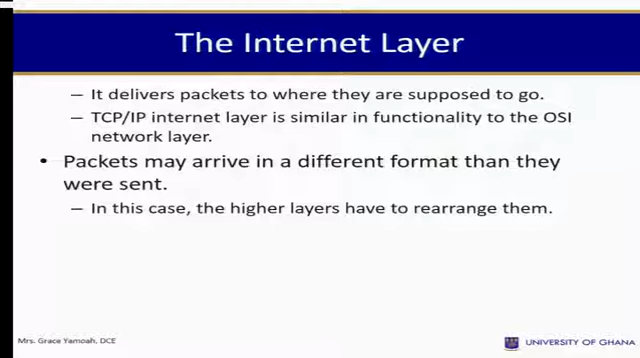 The Internet Layer
– It delivers packets to where they are supposed to go.
– TCP/IP internet layer is similar in functionality to the OSI
network layer.
• Packets may arrive in a different format than they
were sent.
– In this case, the higher layers have to rearrange them.
Mrs. Grace Yamoah, DCE
UNIVERSITY OF GHANA